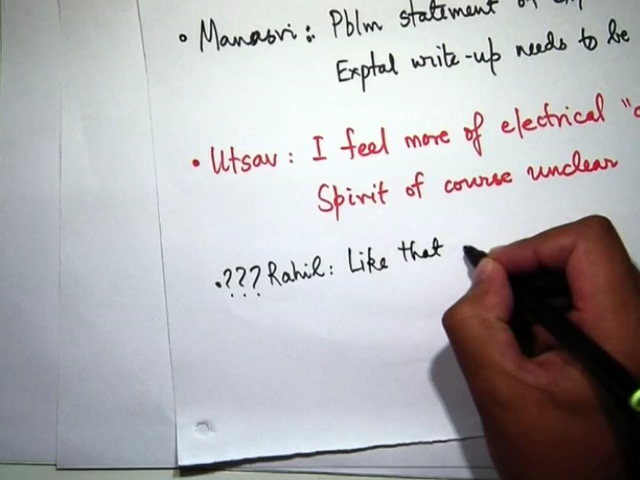 • Manasvi : Pblm statement of
Exptal write-up needs to be
• Utsav : I feel more of electrical "
Spirit of course unclear
• ??? Rahil : Like that